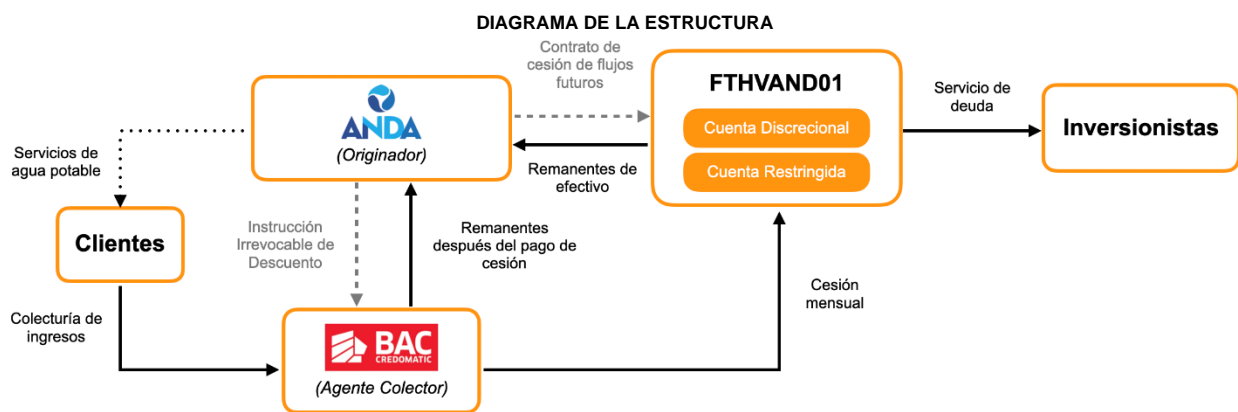 DIAGRAMA DE LA ESTRUCTURA
Contrato de
cesión de flujos
futuros
ANDA
(Originador)
FTHVAND01
Cuenta Discrecional
Cuenta Restringida
Servicio de
deuda
Inversionistas
Remanentes de
efectivo
Servicios de
agua potable
Clientes
Instrucción
Irrevocable de
Descuento
Remanentes
después del pago de
cesión
Cesión
mensual
Colecturía de
ingresos
BAC
CREDOMATIC
(Agente Colector)